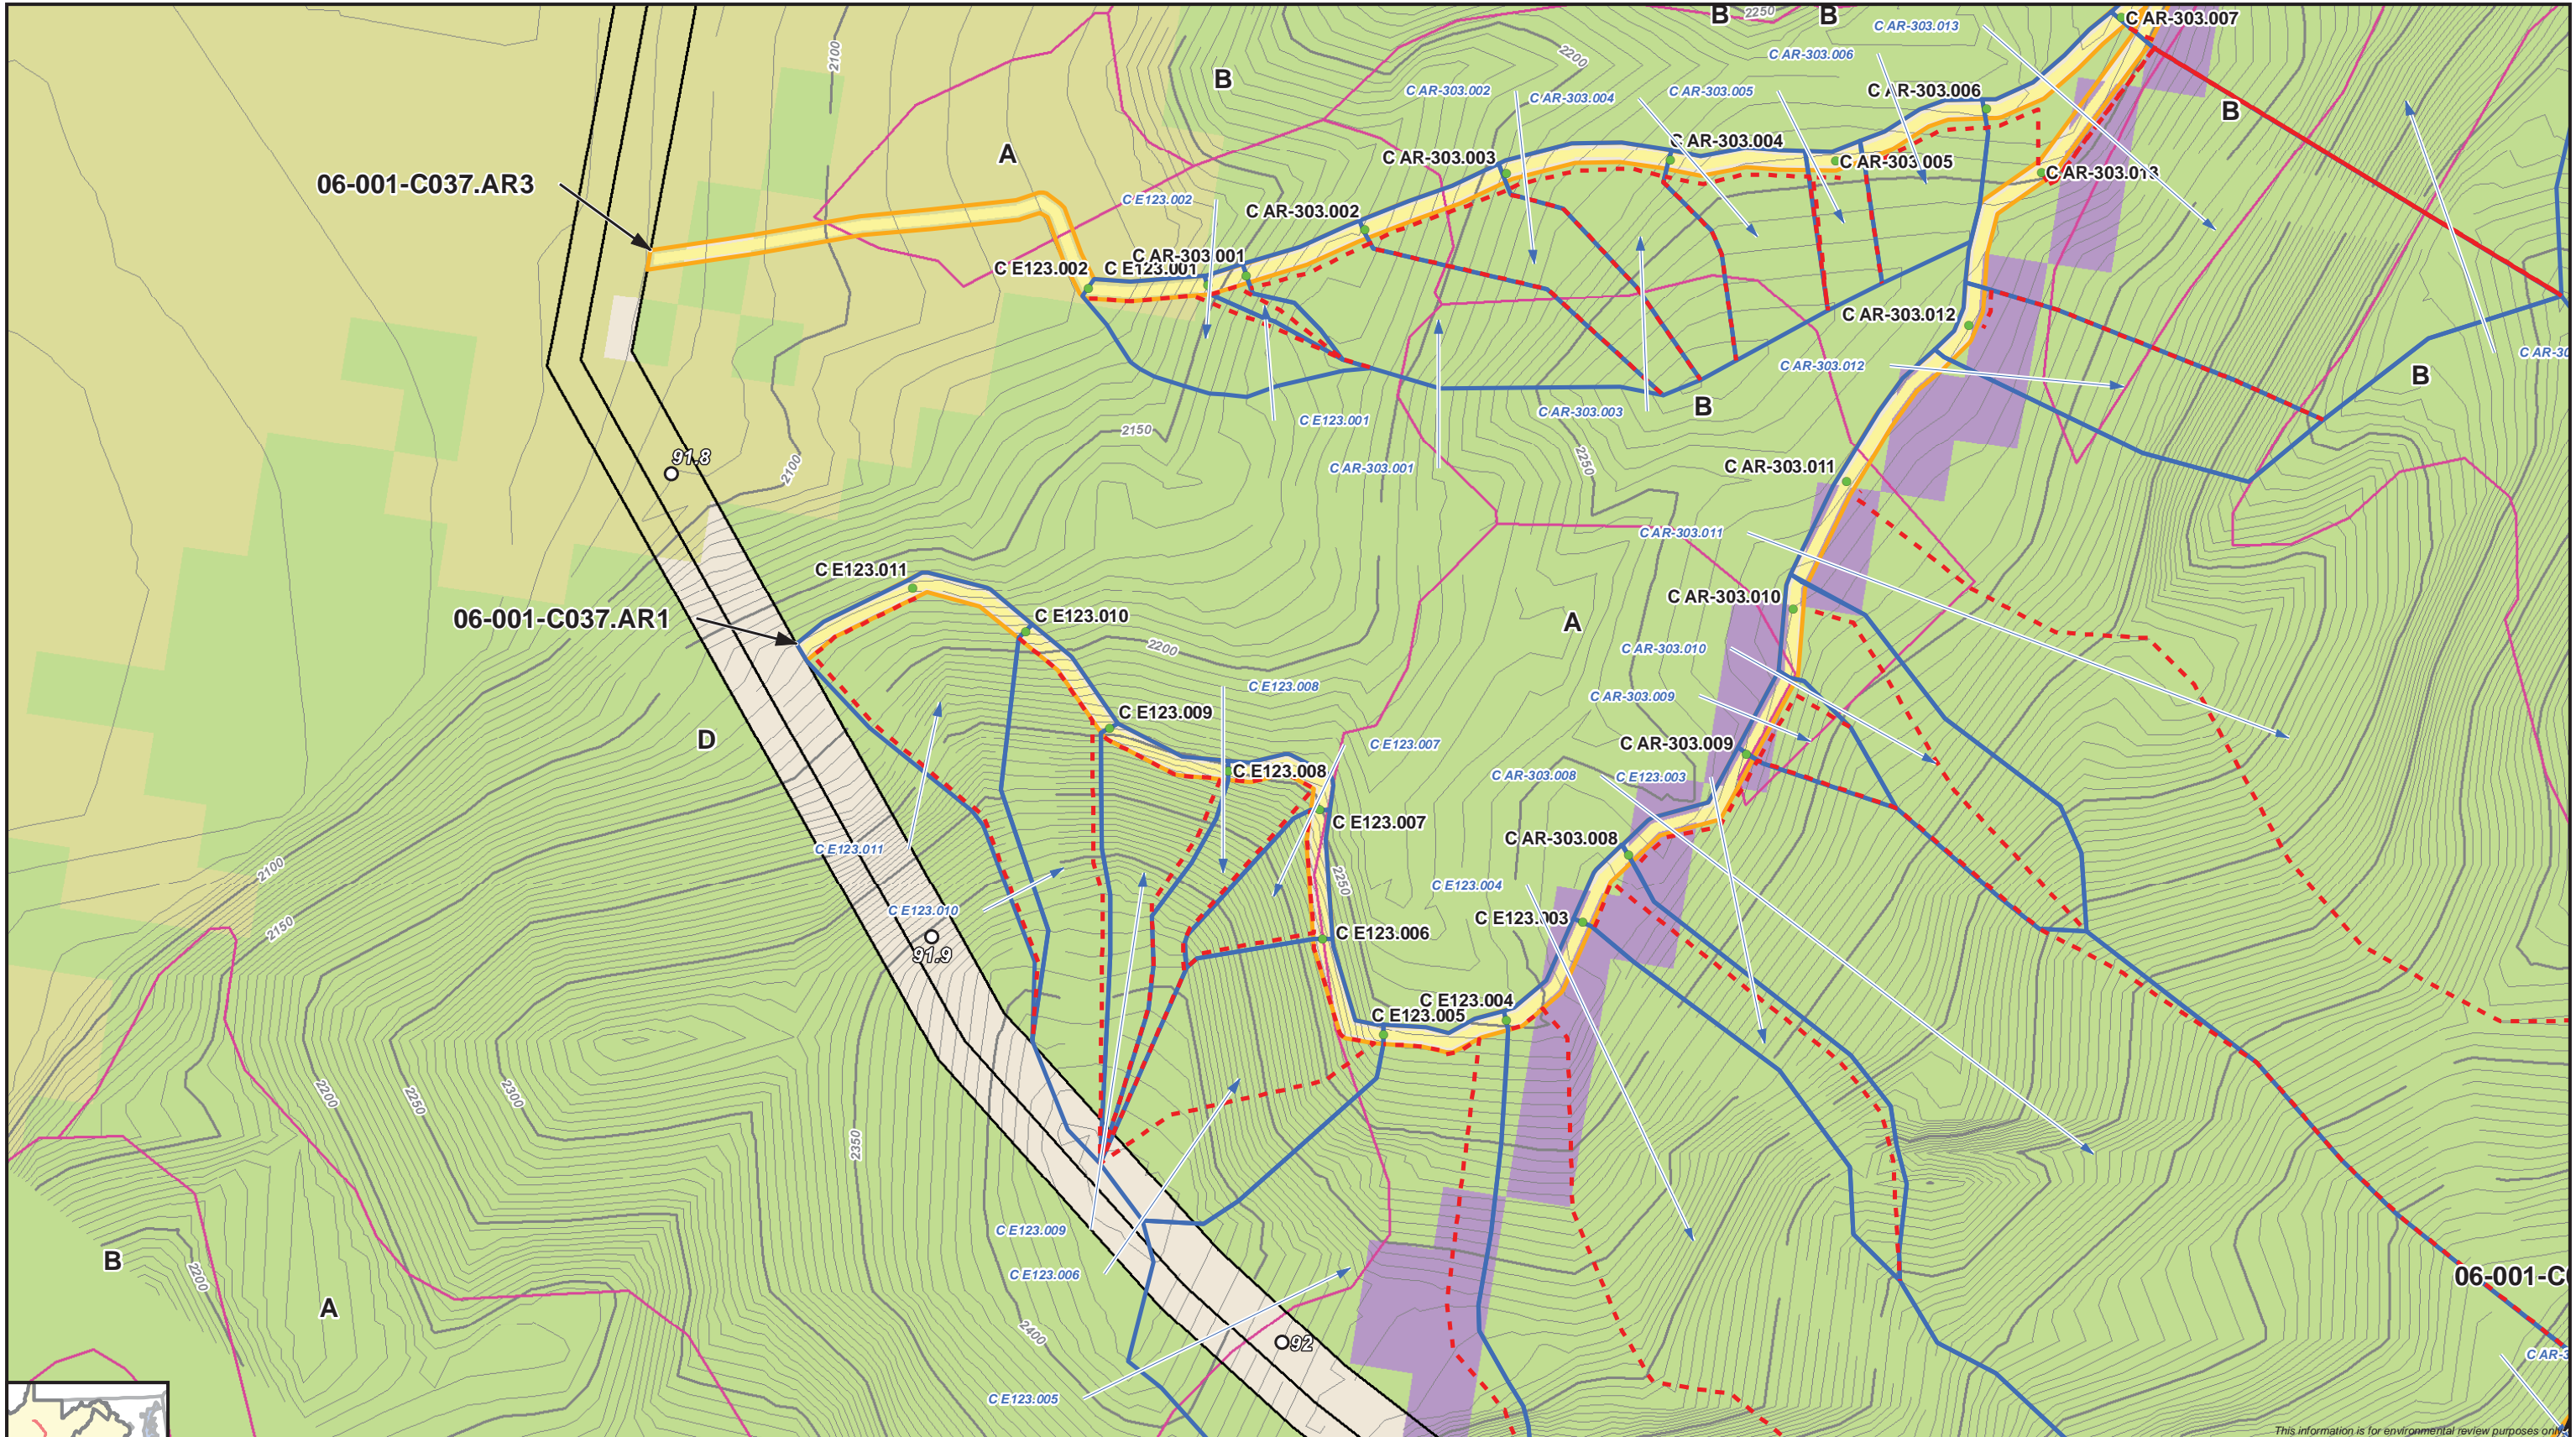 B
2250
B
C AR-303.007
C AR-303.013
C AR-303.006
2100
2200
B
C AR-303.002
C AR-303.004
C AR-303.005
C AR-303.006
B
A
C AR-303.003
C AR-303.004
C AR-303.005
C AR-303.013
06-001-C037.AR3
C E123.002
C AR-303.002
C AR-303.001
C E123.002
C E123.001
C AR-303.012
C AR-303.012
B
C AR-303.003
B
C E123.001
2150
2250
C AR-303.001
C AR-303.011
91.8
2100
C AR-303.011
C E123.011
C AR-303.010
06-001-C037.AR1
C E123.010
A
2200
C AR-303.010
C E123.008
C AR-303.009
C E123.009
D
C E123.007
C AR-303.009
C E123.008
C AR-303.008
C E123.003
C E123.007
C AR-303.008
C E123.011
2100
2250
C E123.004
C E123.010
C E123.003
2150
C E123.006
91.9
C E123.004
C E123.005
2200
2250
2300
2350
C E123.009
B
2200
C E123.006
06-001-C
A
2400
92
C E123.005
This information is for environmental review purposes only